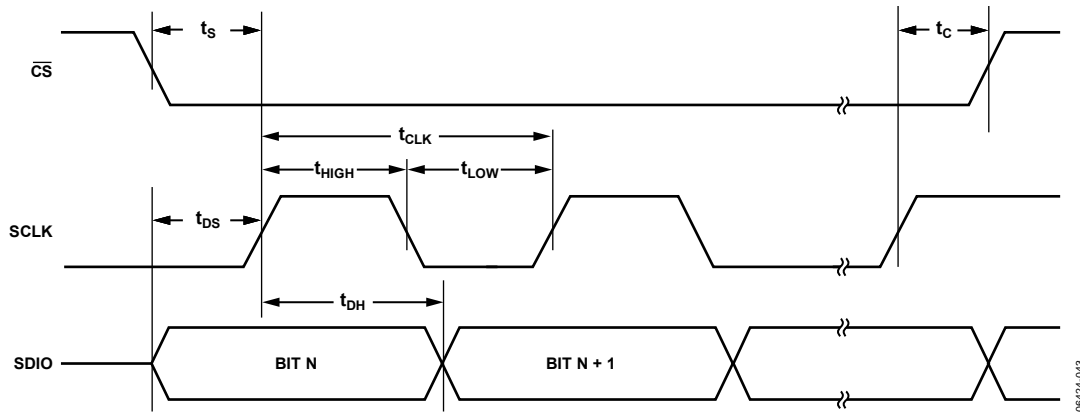 tS
tC
CS
tCLK
tHIGH
tLOW
tDS
SCLK
tDH
SDIO
BIT N
BIT N + 1
06424-043